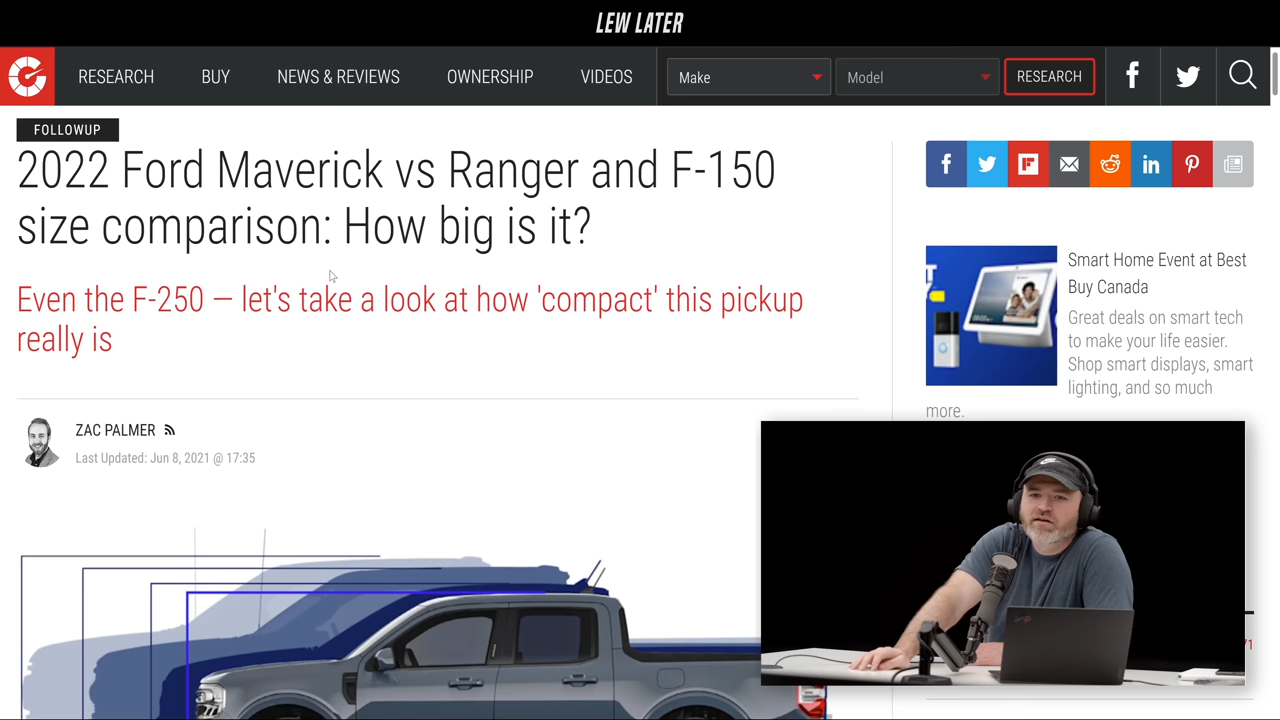 LEW LATER
RESEARCH BUY NEWS & REVIEWS OWNERSHIP VIDEOS Make Model RESEARCH
FOLLOWUP
2022 Ford Maverick vs Ranger and F-150
size comparison: How big is it?
Even the F-250 — let's take a look at how 'compact' this pickup
really is
ZAC PALMER
Last Updated: Jun 8, 2021 @ 17:35
Smart Home Event at Best
Buy Canada
Great deals on smart tech
to make your life easier.
Shop smart displays, smart
lighting, and so much
more.